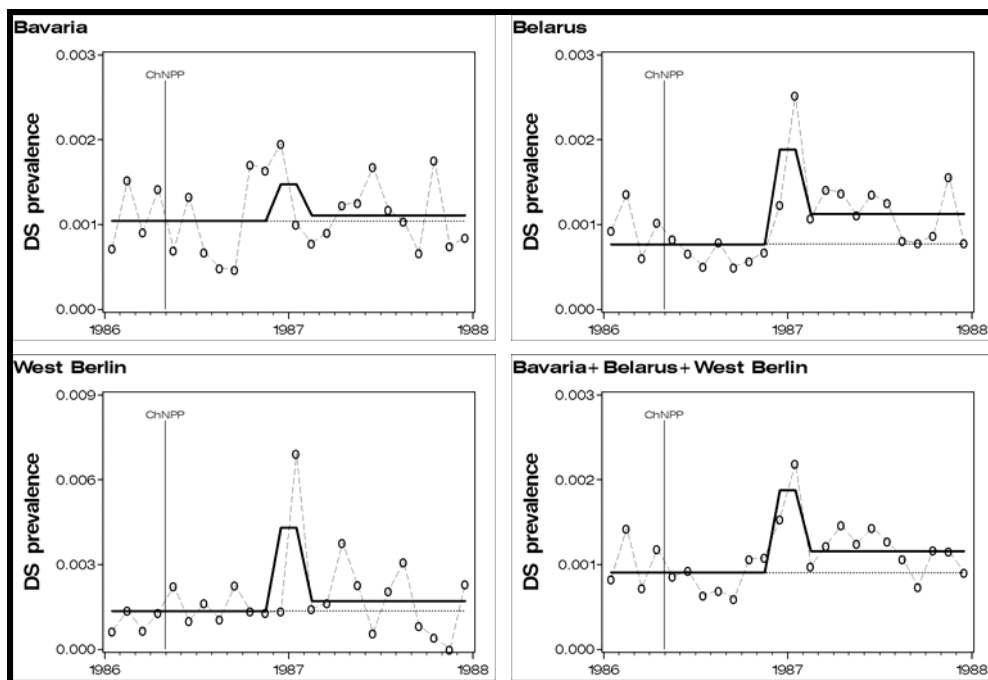 Bavaria
DS prevalence
0.003
0.002
0.001
0.000
ChNPP
1986
1987
1988
Belarus
DS prevalence
0.003
0.002
0.001
0.000
ChNPP
1986
1987
1988
West Berlin
DS prevalence
0.009
0.006
0.003
0.000
ChNPP
1986
1987
1988
Bavaria+Belarus+West Berlin
DS prevalence
0.003
0.002
0.001
0.000
ChNPP
1986
1987
1988